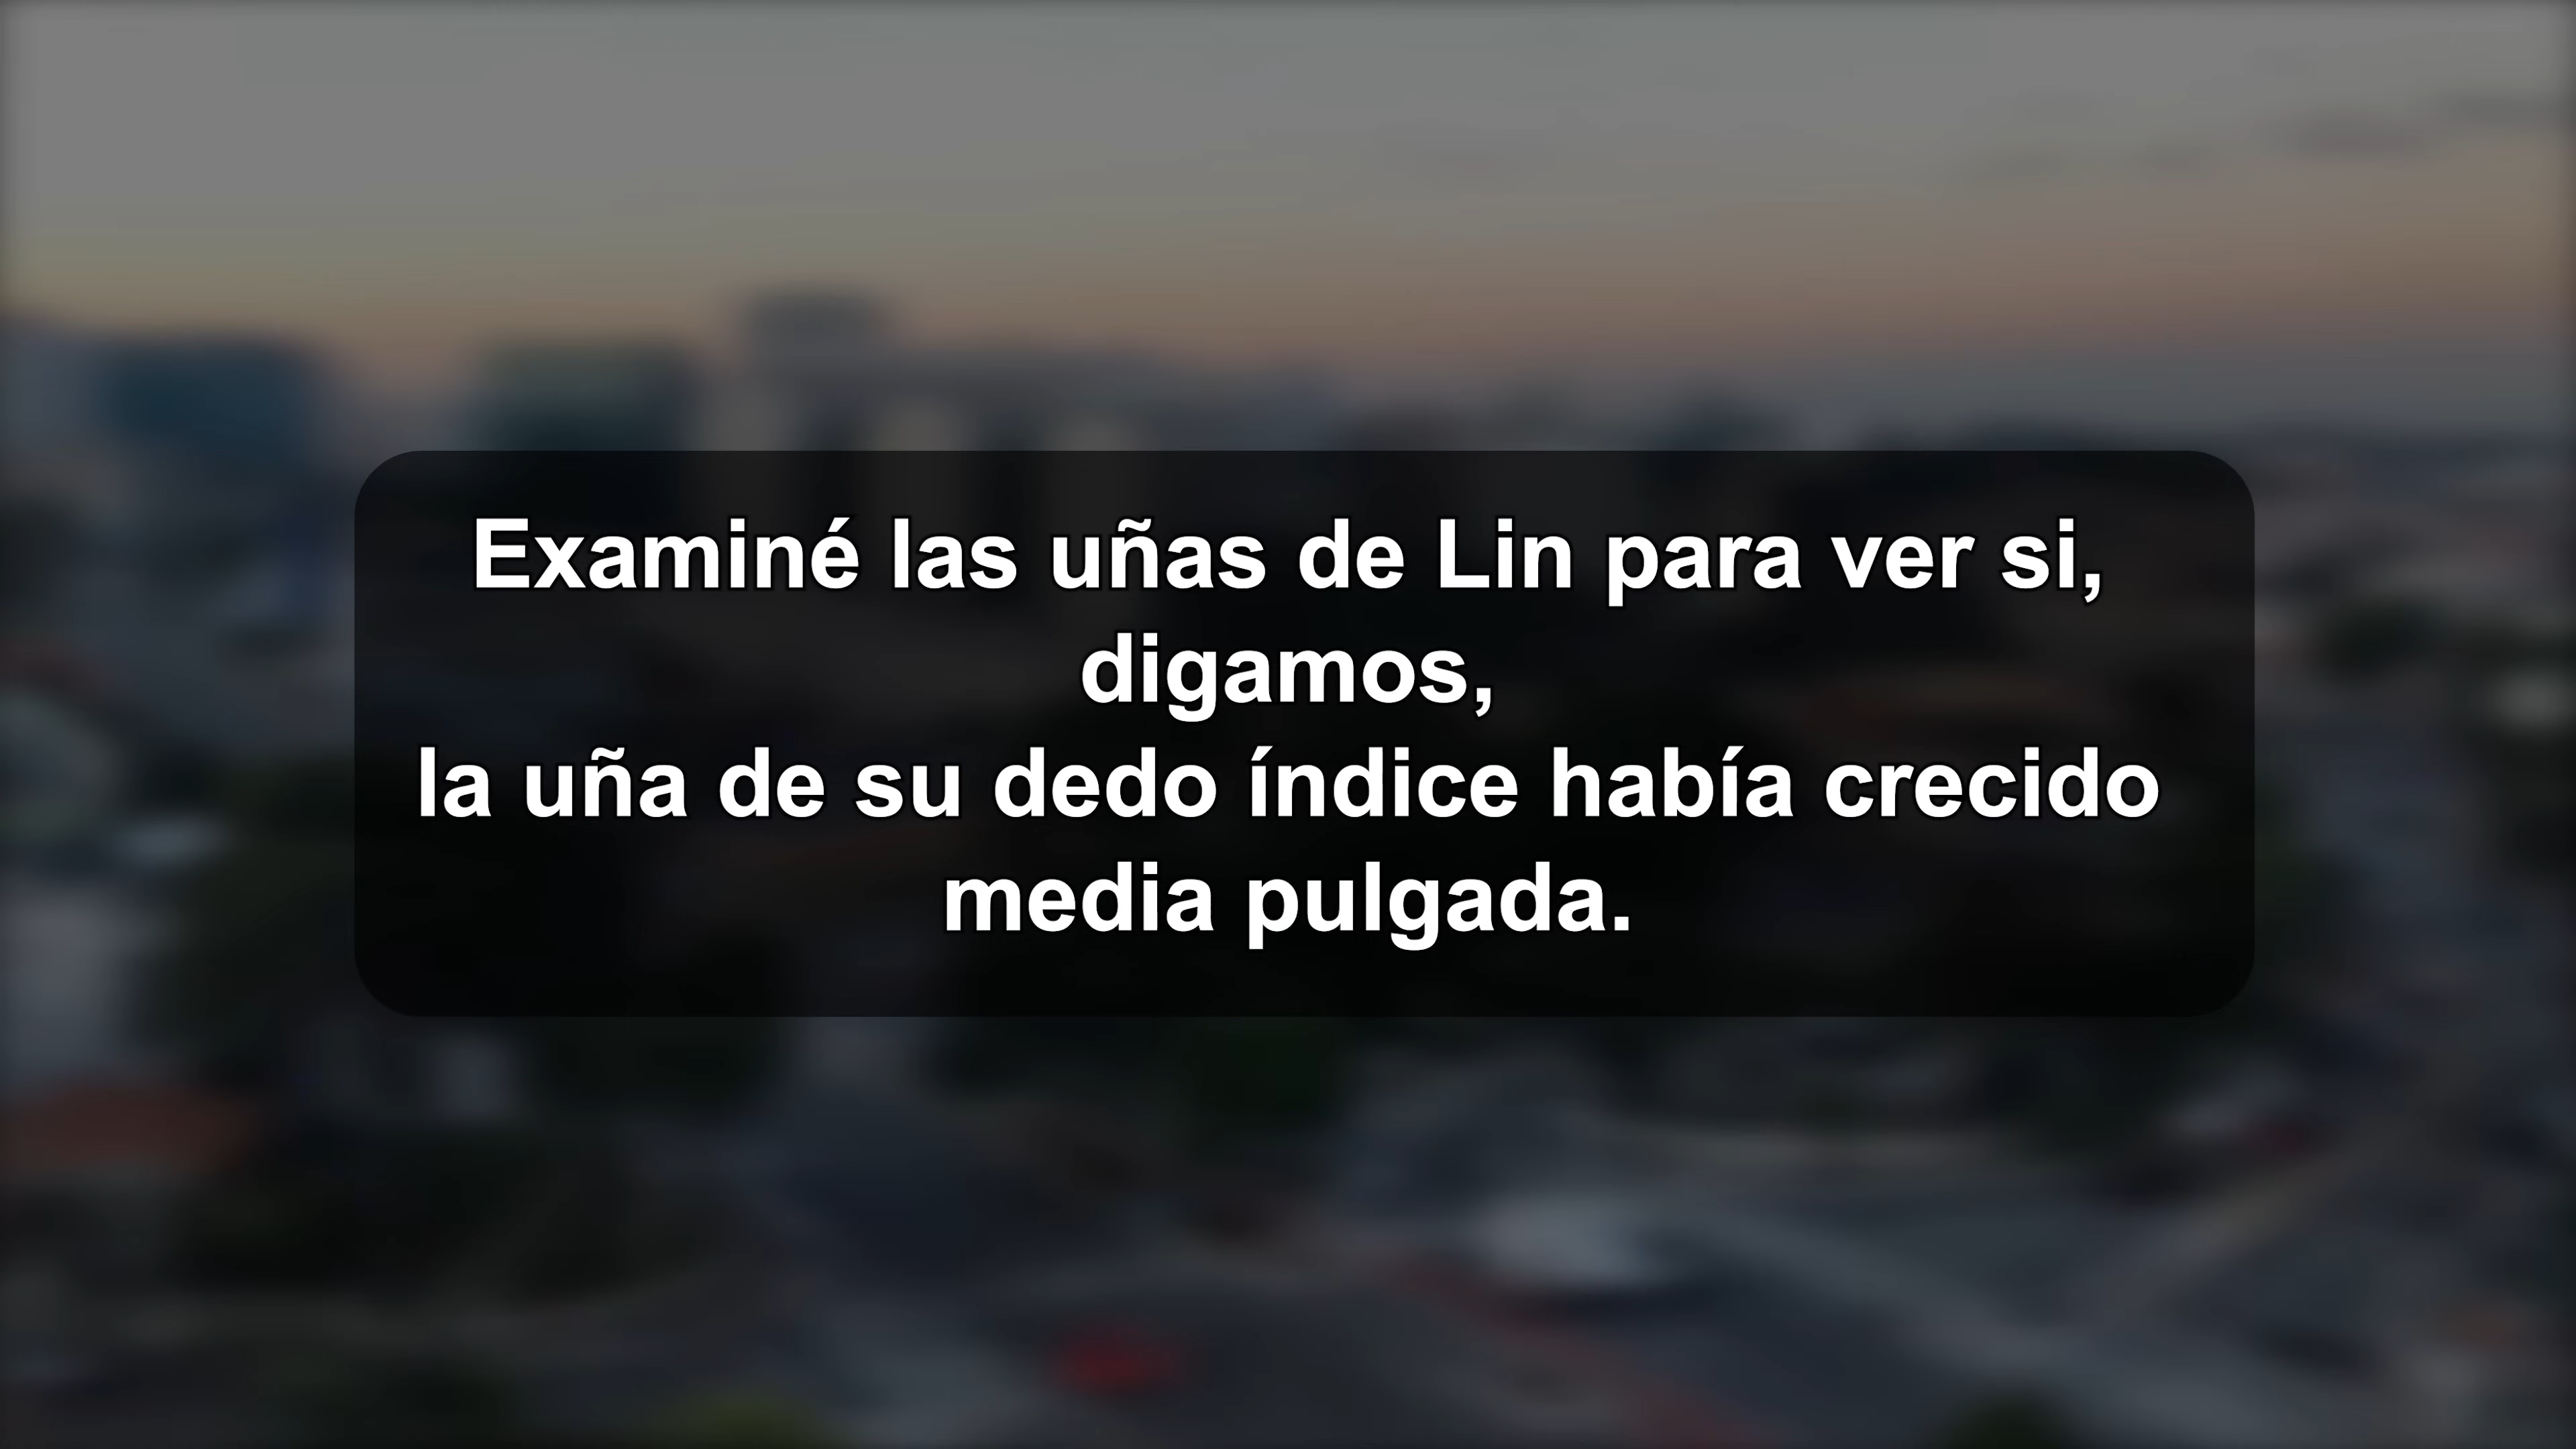 Examiné las uñas de Lin para ver si,
digamos,
la uña de su dedo índice había crecido
media pulgada.